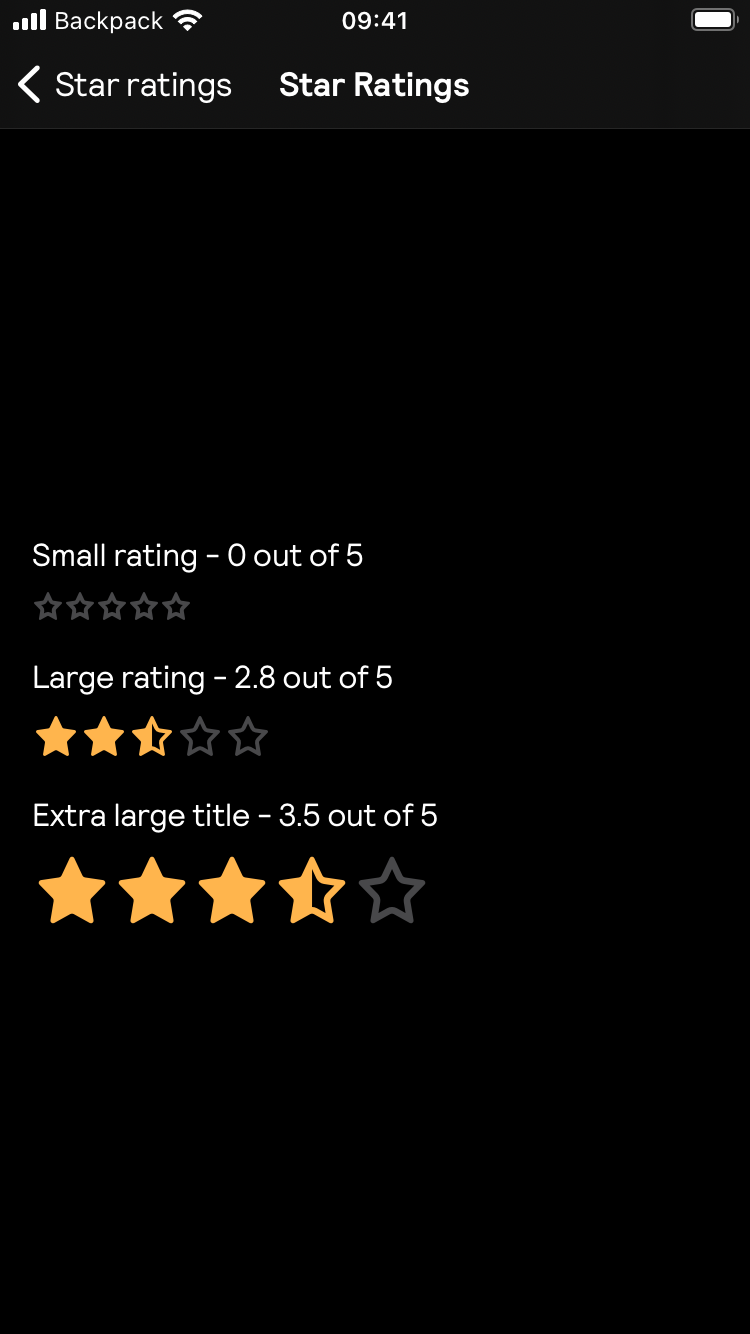 Backpack 09:41
Star ratings Star Ratings
Small rating - 0 out of 5
Large rating - 2.8 out of 5
Extra large title - 3.5 out of 5